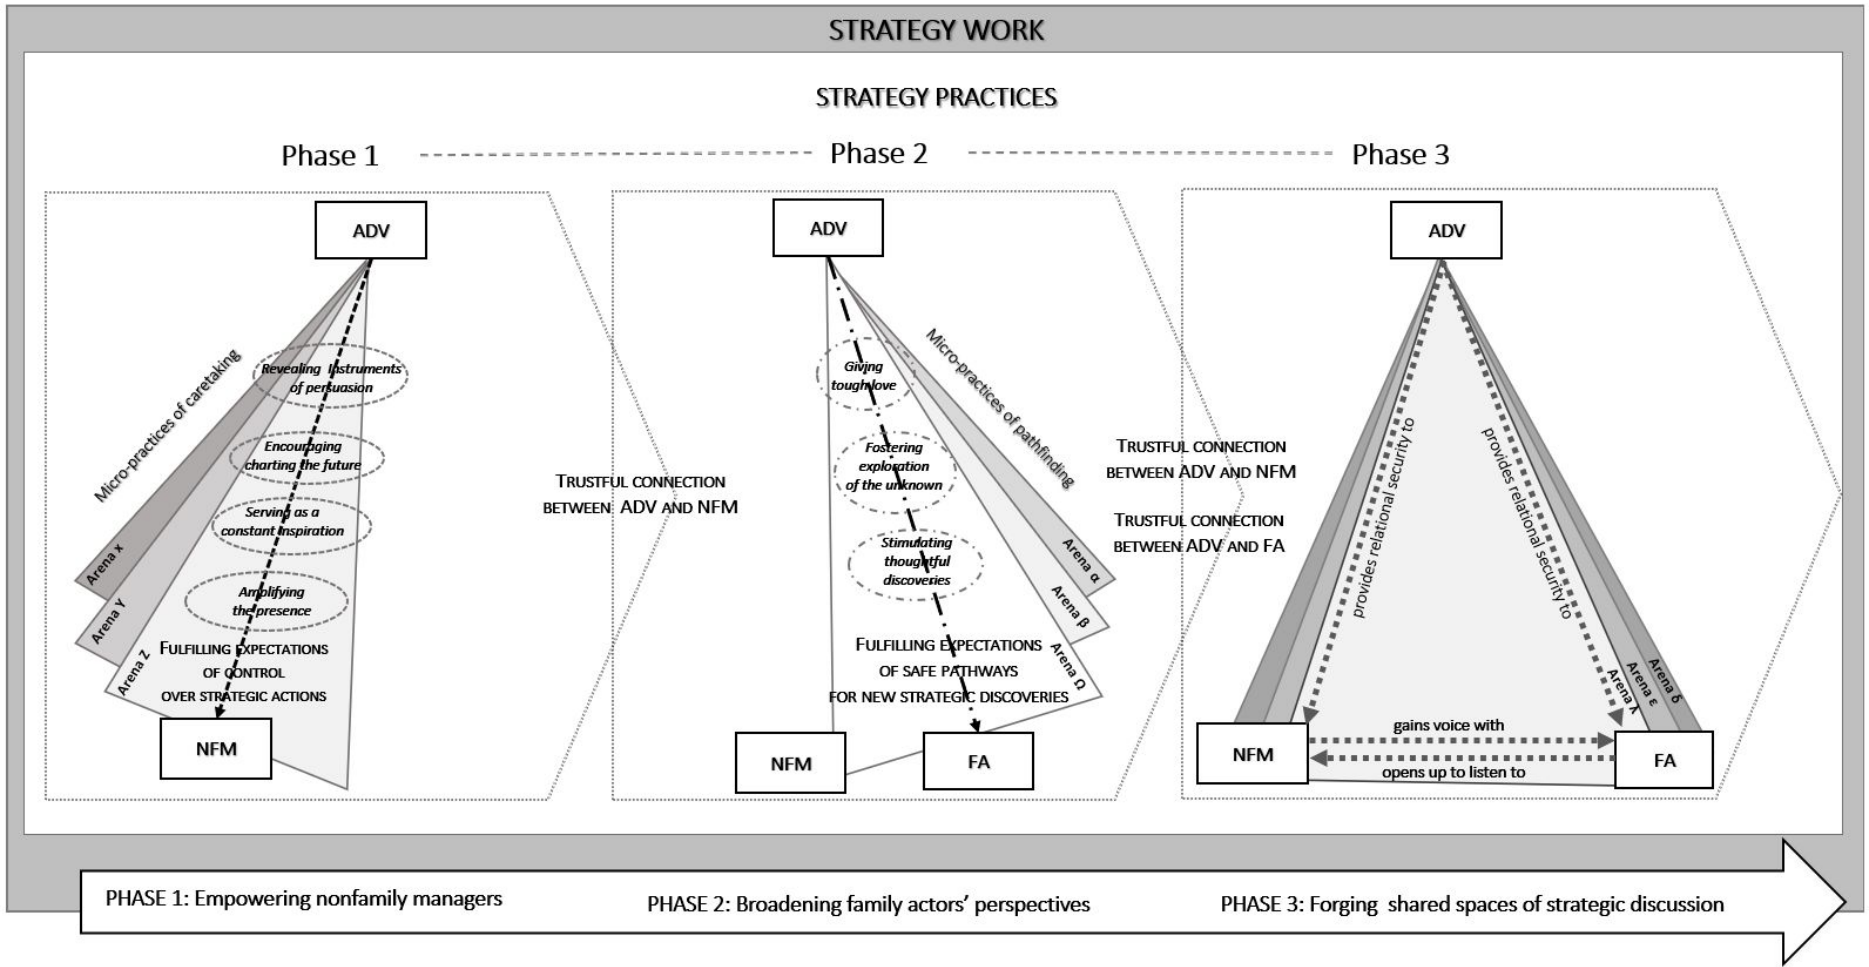 STRATEGY WORK
STRATEGY PRACTICES
Phase 1
Phase 2
Phase 3
ADV
Micro-practices of caretaking
Revealing Instruments
of persuasion
Encouraging
charting the future
Serving as a
constant inspiration
Amplifying
the presence
Arena x
Arena Y
Arena Z
FULFILLING EXPECTATIONS
OF CONTROL
OVER STRATEGIC ACTIONS
NFM
TRUSTFUL CONNECTION
BETWEEN ADV AND NFM
ADV
Micro-practices of pathfinding
Giving
tough love
Fostering
exploration
of the unknown
Stimulating
thoughtful
discoveries
Arena α
Arena β
Arena Ω
FULFILLING EXPECTATIONS
OF SAFE PATHWAYS
FOR NEW STRATEGIC DISCOVERIES
NFM
FA
TRUSTFUL CONNECTION
BETWEEN ADV AND NFM
TRUSTFUL CONNECTION
BETWEEN ADV AND FA
ADV
provides relational security to
provides relational security to
Arena λ
Arena ε
Arena δ
gains voice with
opens up to listen to
NFM
FA
PHASE 1: Empowering nonfamily managers
PHASE 2: Broadening family actors' perspectives
PHASE 3: Forging shared spaces of strategic discussion